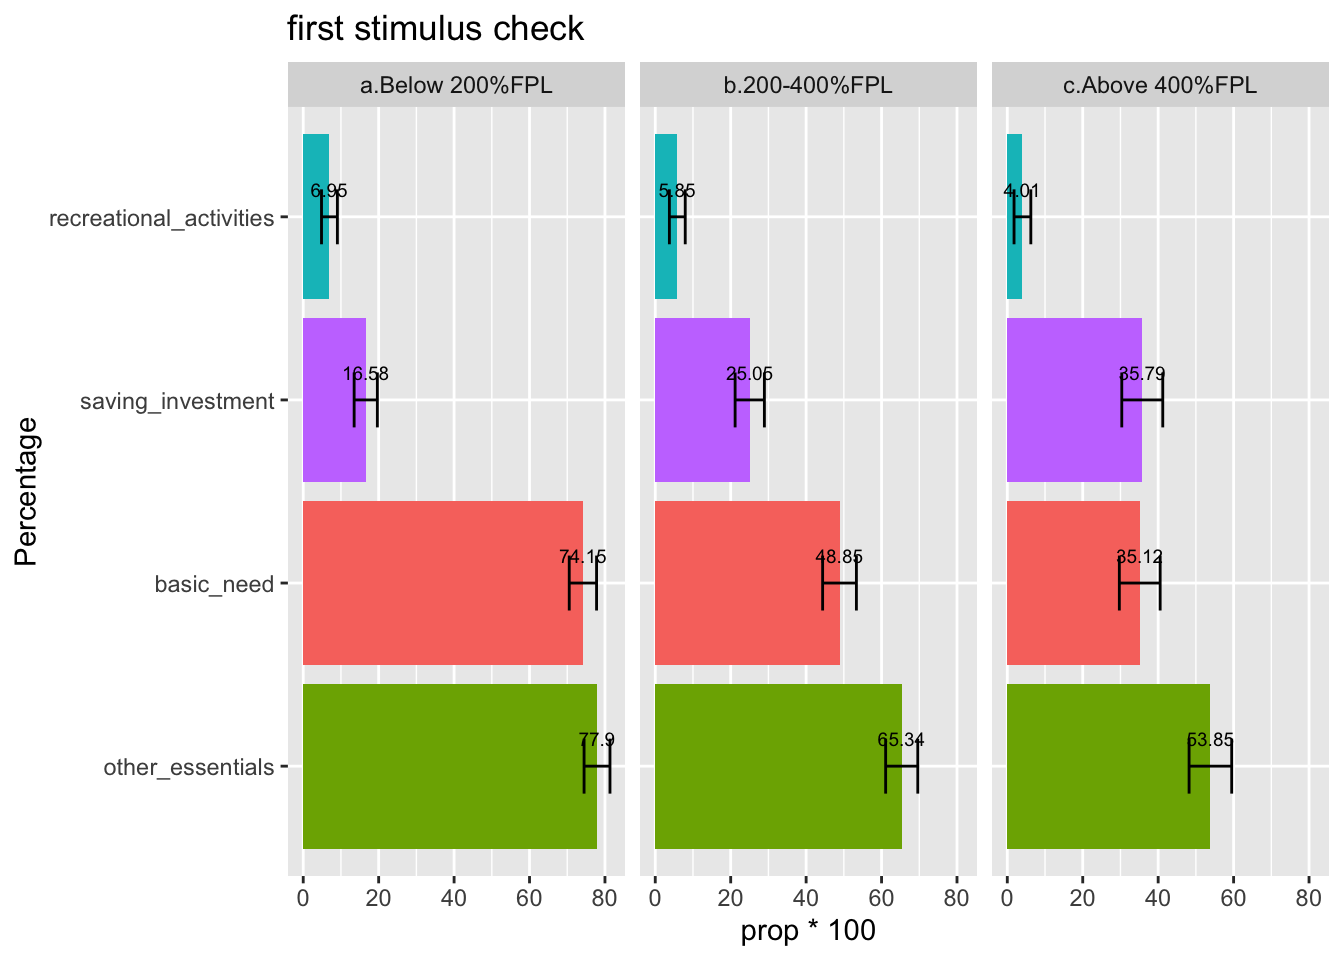 first stimulus check
a.Below 200%FPL
b.200-400%FPL
c.Above 400%FPL
Percentage
recreational_activities
6.95
5.85
4.01
saving_investment
16.58
25.05
35.79
basic_need
74.15
48.85
35.12
other_essentials
77.9
65.34
53.85
0 20 40 60 80
0 20 40 60 80
0 20 40 60 80
prop * 100